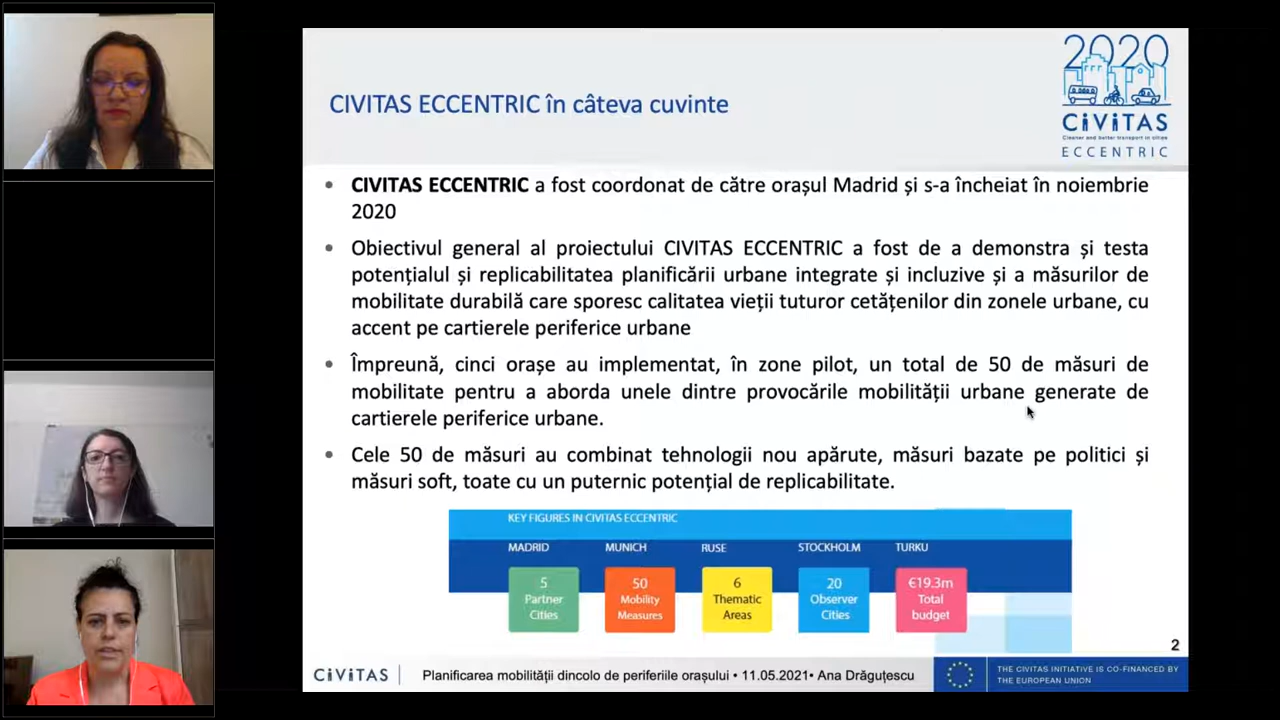 2020
CIVITAS
Cleaner and better transport in cities
ECCENTRIC
CIVITAS ECCENTRIC în câteva cuvinte
• CIVITAS ECCENTRIC a fost coordonat de către orașul Madrid și s-a încheiat în noiembrie
2020
• Obiectivul general al proiectului CIVITAS ECCENTRIC a fost de a demonstra și testa
potențialul și replicabilitatea planificării urbane integrate și incluzive și a măsurilor de
mobilitate durabilă care sporesc calitatea vieții tuturor cetățenilor din zonele urbane, cu
accent pe cartierele periferice urbane
• Împreună, cinci orașe au implementat, în zone pilot, un total de 50 de măsuri de
mobilitate pentru a aborda unele dintre provocările mobilității urbane generate de
cartierele periferice urbane.
• Cele 50 de măsuri au combinat tehnologii nou apărute, măsuri bazate pe politici și
măsuri soft, toate cu un puternic potențial de replicabilitate.
KEY FIGURES IN CIVITAS ECCENTRIC
MADRID MUNICH RUSE STOCKHOLM TURKU
5 50 6 20 €19.3m
Partner Mobility Thematic Observer Total
Cities Measures Areas Cities budget
2
CIVITAS Planificarea mobilității dincolo de periferiile orașului • 11.05.2021• Ana Drăguțescu
THE CIVITAS INITIATIVE IS CO-FINANCED BY
THE EUROPEAN UNION